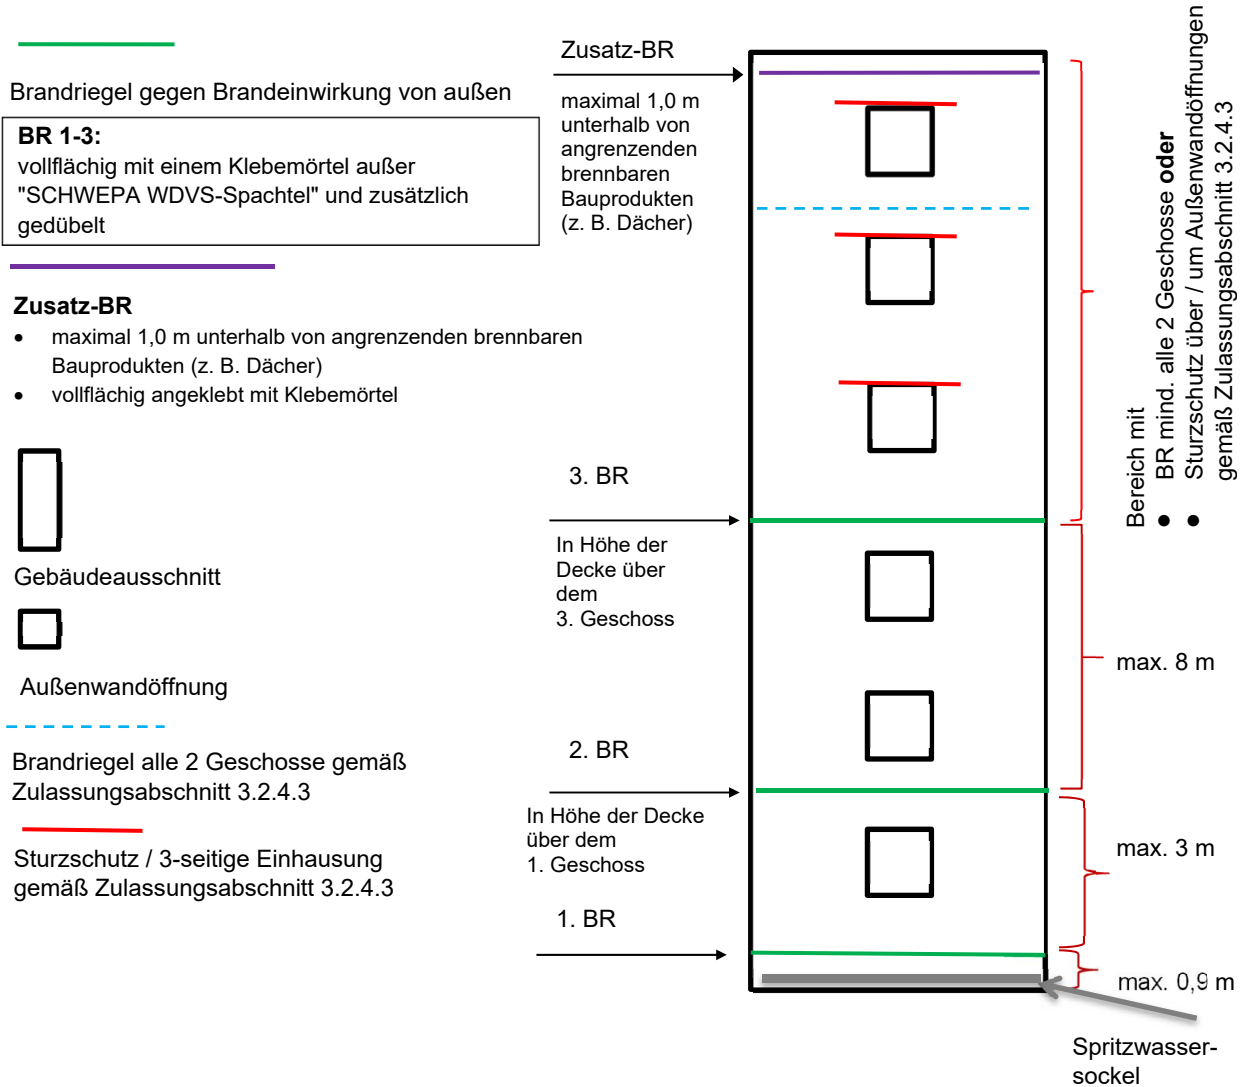 Brandriegel gegen Brandeinwirkung von außen
BR 1-3:
vollflächig mit einem Klebemörtel außer
"SCHWEPA WDVS-Spachtel" und zusätzlich
gedübelt
Zusatz-BR
• maximal 1,0 m unterhalb von angrenzenden brennbaren
Bauprodukten (z. B. Dächer)
• vollflächig angeklebt mit Klebemörtel
Gebäudeausschnitt
Außenwandöffnung
Brandriegel alle 2 Geschosse gemäß
Zulassungsabschnitt 3.2.4.3
Sturzschutz / 3-seitige Einhausung
gemäß Zulassungsabschnitt 3.2.4.3
Zusatz-BR
maximal 1,0 m
unterhalb von
angrenzenden
brennbaren
Bauprodukten
(z. B. Dächer)
3. BR
In Höhe der
Decke über
dem
3. Geschoss
2. BR
In Höhe der Decke
über dem
1. Geschoss
1. BR
Bereich mit
• BR mind. alle 2 Geschosse oder
• Sturzschutz über / um Außenwandöffnungen
gemäß Zulassungsabschnitt 3.2.4.3
max. 8 m
max. 3 m
max. 0,9 m
Spritzwasser-
sockel